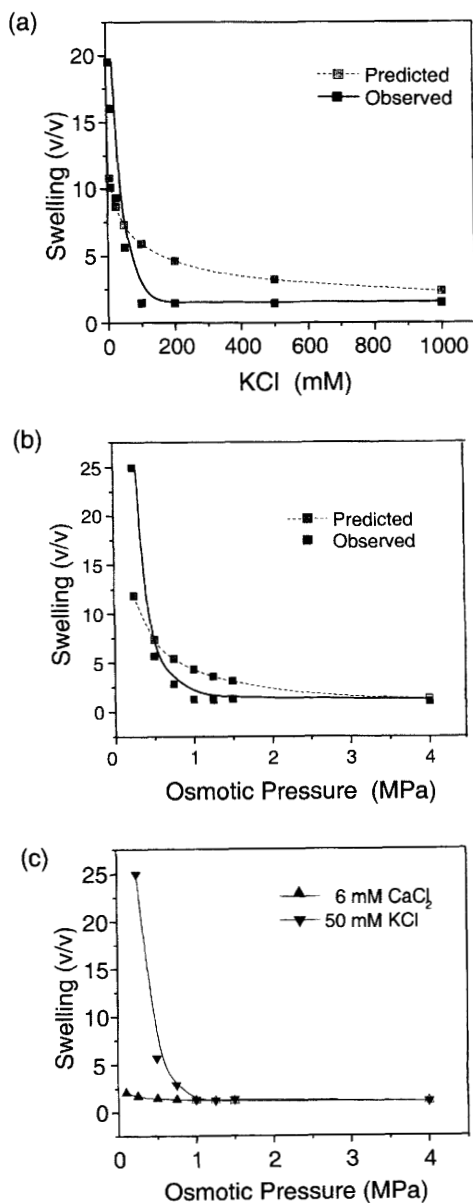 (a)
20
15
10
5
0
Swelling (v/v)
Predicted
Observed
0 200 400 600 800 1000
KCl (mM)
(b)
25
20
15
10
5
0
Swelling (v/v)
Predicted
Observed
0 1 2 3 4
Osmotic Pressure (MPa)
(c)
25
20
15
10
5
0
Swelling (v/v)
6 mM CaCl₂
50 mM KCl
0 1 2 3 4
Osmotic Pressure (MPa)